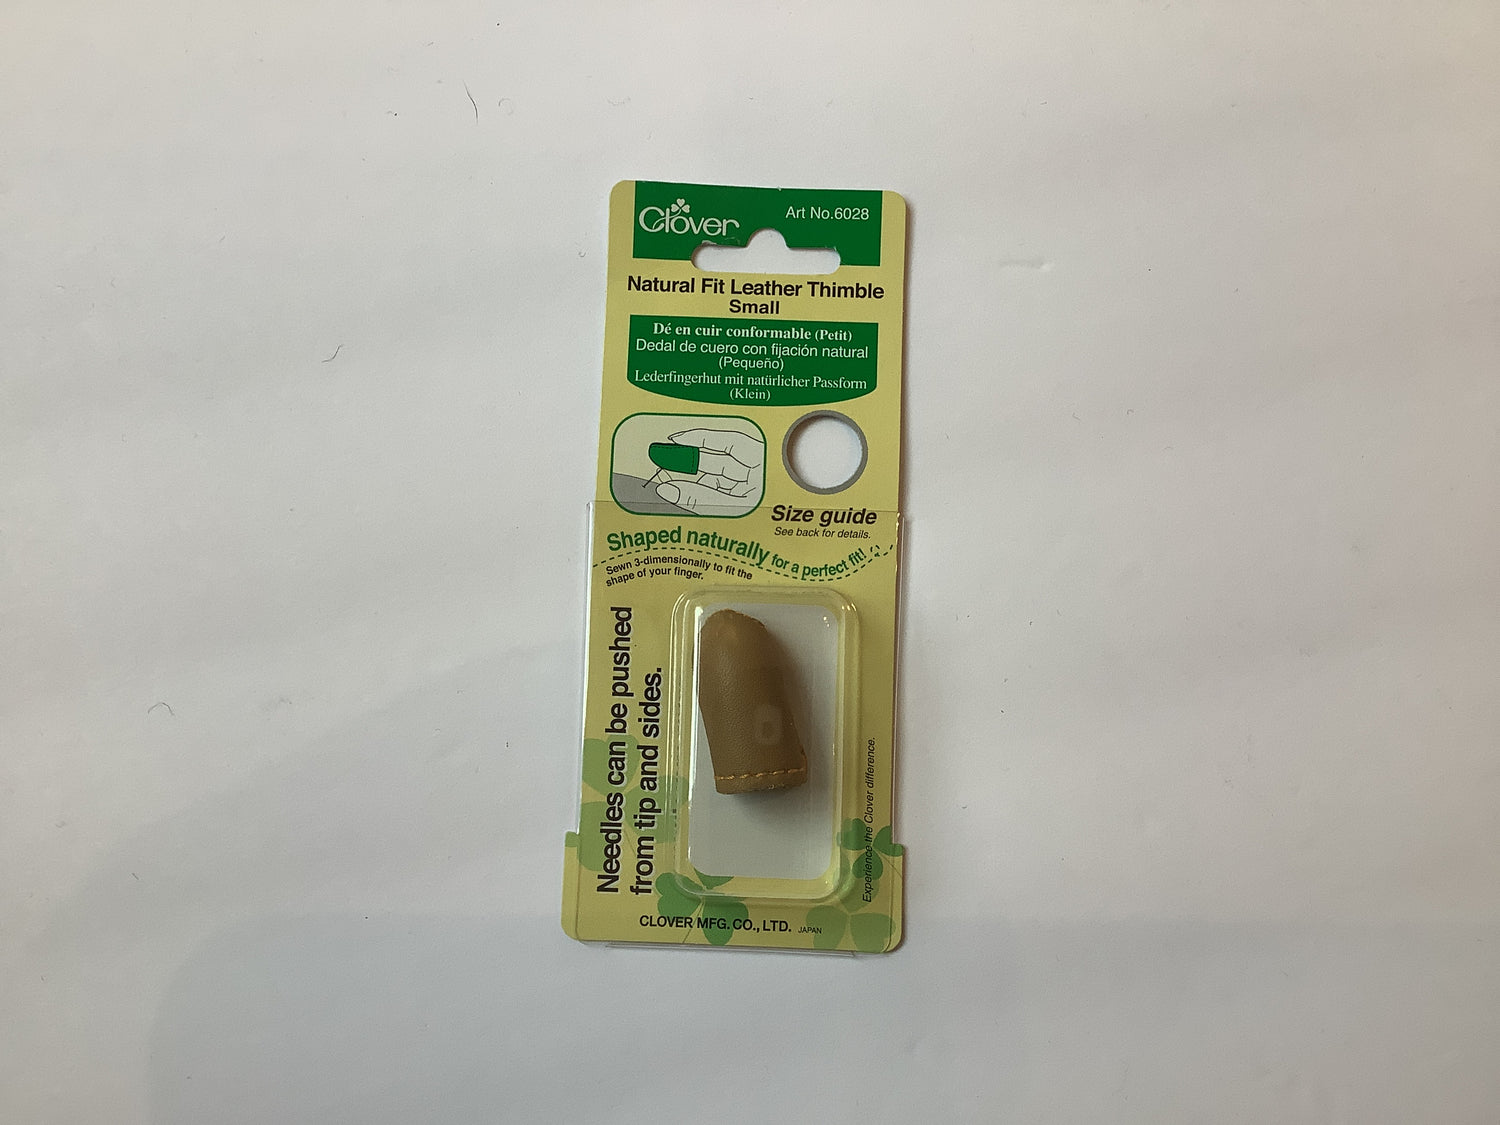 Clover
Art No.6028
Natural Fit Leather Thimble
Small
Dé en cuir conformable (Petit)
Dedal de cuero con fijación natural
(Pequeño)
Lederfingerhut mit natürlicher Passform
(Klein)
Size guide
See back for details.
Shaped naturally for a perfect fit!
Sewn 3-dimensionally to fit the
shape of your finger.
Needles can be pushed
from tip and sides.
Experience the Clover difference.
CLOVER MFG. CO., LTD. JAPAN